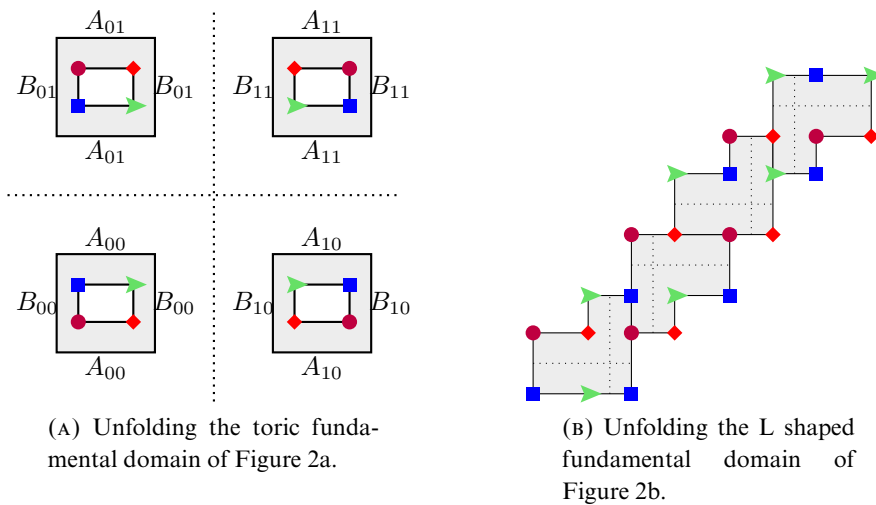 A₀₁ A₁₁
B₀₁ B₀₁ B₁₁ B₁₁
A₀₁ A₁₁
A₀₀ A₁₀
B₀₀ B₀₀ B₁₀ B₁₀
A₀₀ A₁₀
(A) Unfolding the toric funda-
mental domain of Figure 2a.
(B) Unfolding the L shaped
fundamental domain of
Figure 2b.